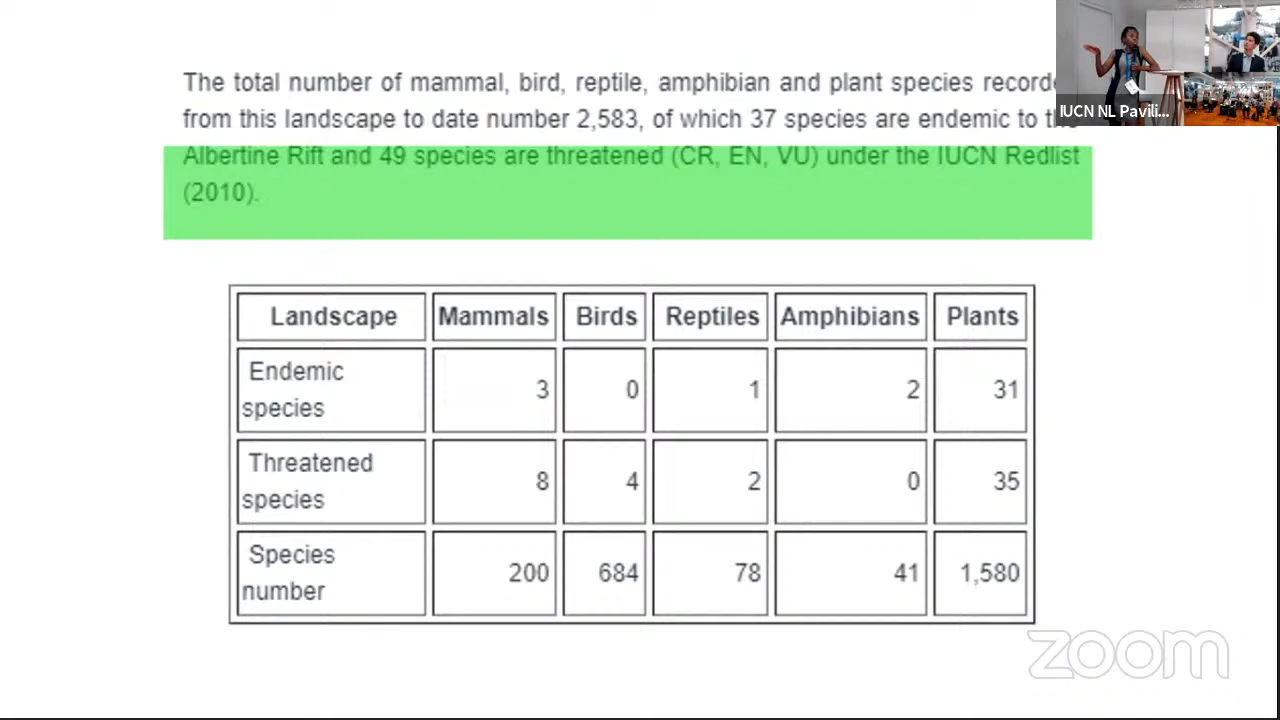 The total number of mammal, bird, reptile, amphibian and plant species recorde
from this landscape to date number 2,583, of which 37 species are endemic to the
Albertine Rift and 49 species are threatened (CR, EN, VU) under the IUCN Redlist
(2010).
IUCN NL Pavili...
Landscape Mammals Birds Reptiles Amphibians Plants
Endemic species 3 0 1 2 31
Threatened species 8 4 2 0 35
Species number 200 684 78 41 1,580
zoom